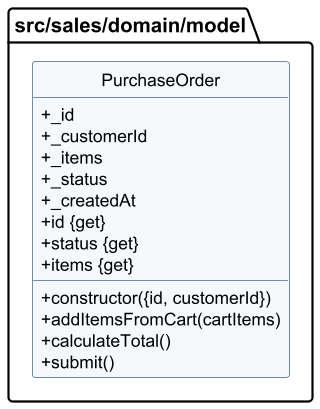 src/sales/domain/model
PurchaseOrder
+_id
+_customerId
+_items
+_status
+_createdAt
+id {get}
+status {get}
+items {get}
+constructor({id, customerId})
+addItemsFromCart(cartItems)
+calculateTotal()
+submit()